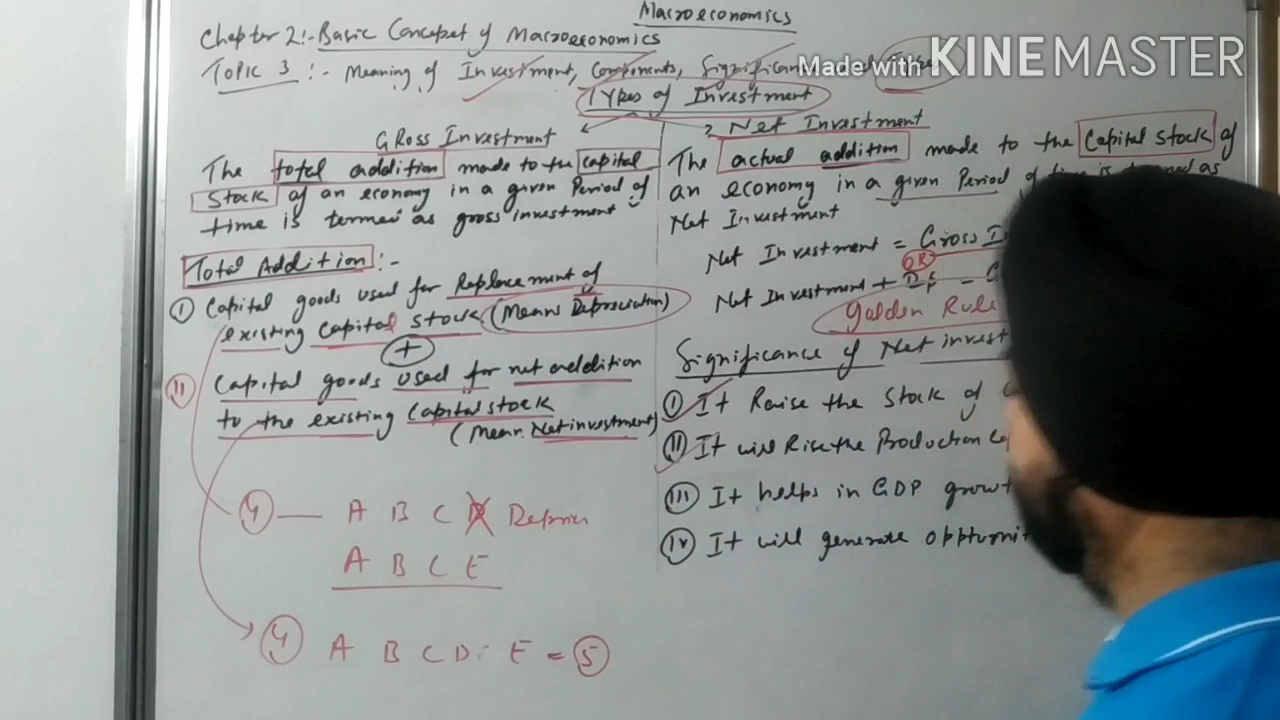 Macroeconomics
Chapter 2:- Basic Concept of Macroeconomics
Topic 3 :- Meaning of Investment, Components,
Made with KINEMASTER
Types of Investment
Gross Investment
The total addition made to the capital
stock of an economy in a given Period of
time is termed as gross investment
Total Addition :-
(I) Capital goods used for Replacement of
existing capital stock (Means Depreciation)
+
(II) Capital goods used for net addition
to the existing capital stock
(Mean. Net investment)
4 — A B C D
A B C E
4 A B C D E = 5
Net Investment
The actual addition made to the Capital Stock of
an economy in a given Period of time is termed as
Net Investment
Net Investment = Gross
OR
Net Investment +
Golden Rule
Significance of Net
(I) It Raise the Stock of
(II) It will Rise the Production
(III) It helps in GDP growth
(IV) It will generate